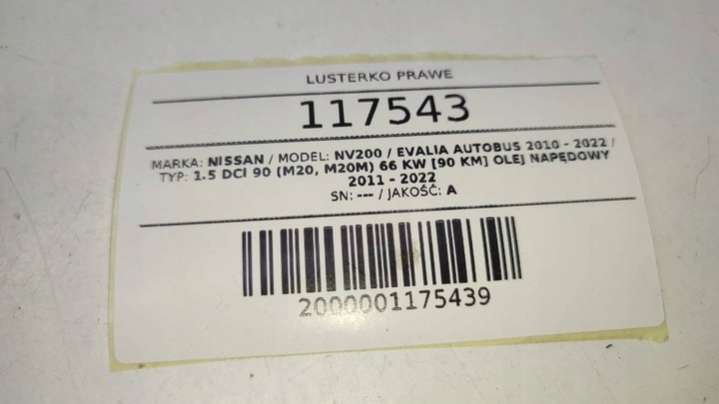 LUSTERKO PRAWE
117543
MARKA: NISSAN / MODEL: NV200 / EVALIA AUTOBUS 2010 - 2022 /
TYP: 1.5 DCI 90 (M20, M20M) 66 KW [90 KM] OLEJ NAPĘDOWY
2011 - 2022
SN: --- / JAKOŚĆ: A
2000001175439